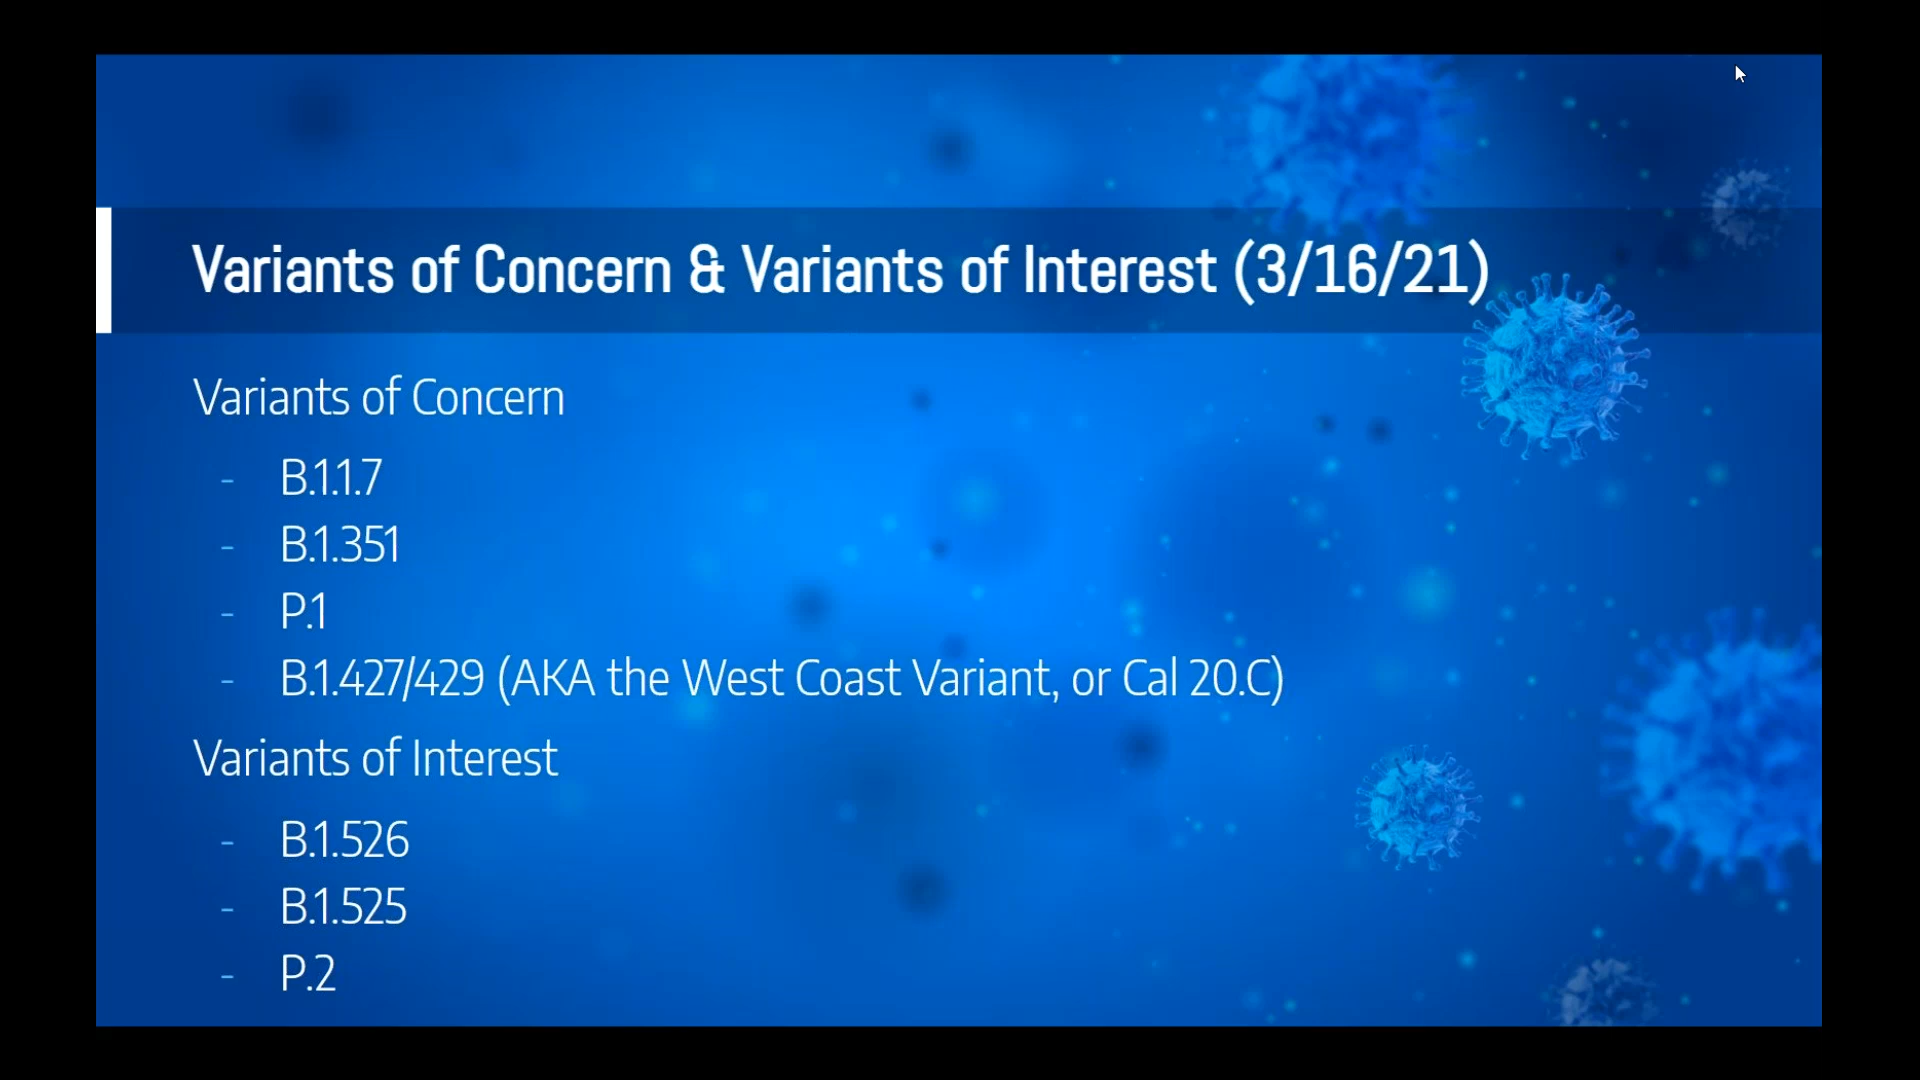 Variants of Concern & Variants of Interest (3/16/21)
Variants of Concern
- B.1.1.7
- B.1.351
- P.1
- B.1.427/429 (AKA the West Coast Variant, or Cal 20.C)
Variants of Interest
- B.1.526
- B.1.525
- P.2